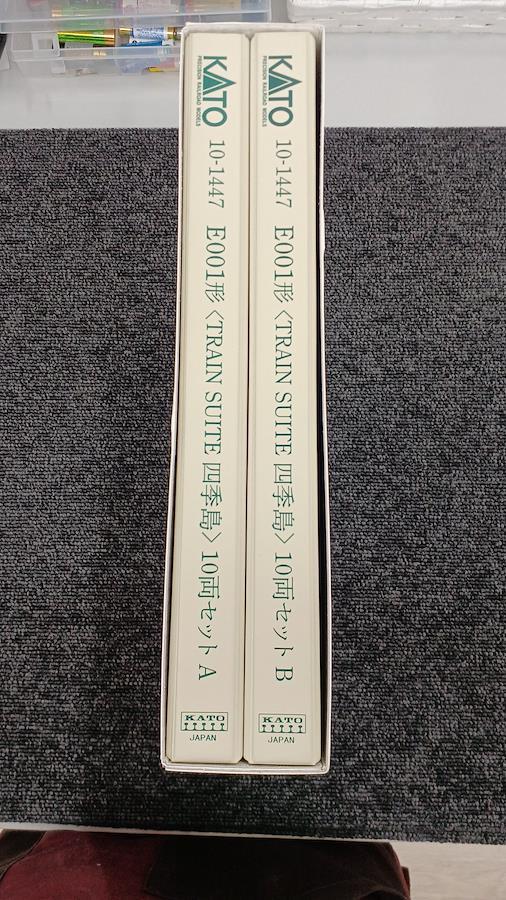 KATO
PRECISION RAILROAD MODELS
10-1447 E001形〈TRAIN SUITE 四季島〉10両セット A
KATO
JAPAN
KATO
PRECISION RAILROAD MODELS
10-1447 E001形〈TRAIN SUITE 四季島〉10両セット B
KATO
JAPAN